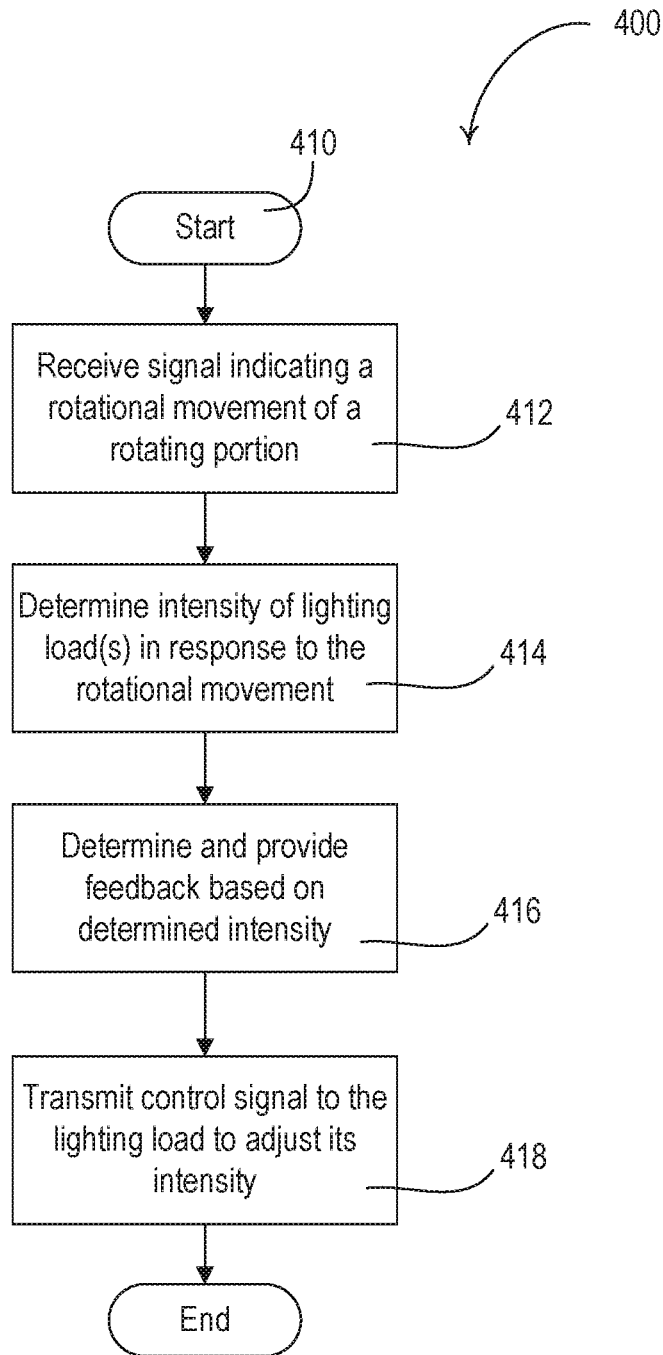 400
410
Start
Receive signal indicating a
rotational movement of a
rotating portion
412
Determine intensity of lighting
load(s) in response to the
rotational movement
414
Determine and provide
feedback based on
determined intensity
416
Transmit control signal to the
lighting load to adjust its
intensity
418
End